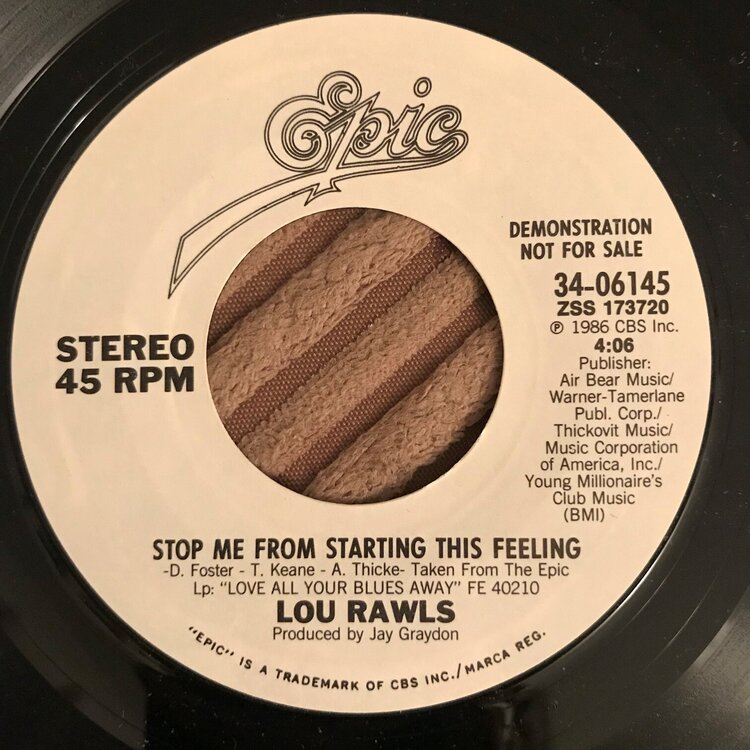 Epic
DEMONSTRATION
NOT FOR SALE
34-06145
ZSS 173720
℗ 1986 CBS Inc.
4:06
Publisher:
Air Bear Music/
Warner-Tamerlane
Publ. Corp./
Thickovit Music/
Music Corporation
of America, Inc./
Young Millionaire's
Club Music
(BMI)
STEREO
45 RPM
STOP ME FROM STARTING THIS FEELING
-D. Foster - T. Keane - A. Thicke- Taken From The Epic
Lp: "LOVE ALL YOUR BLUES AWAY" FE 40210
LOU RAWLS
Produced by Jay Graydon
"EPIC" IS A TRADEMARK OF CBS INC./MARCA REG.